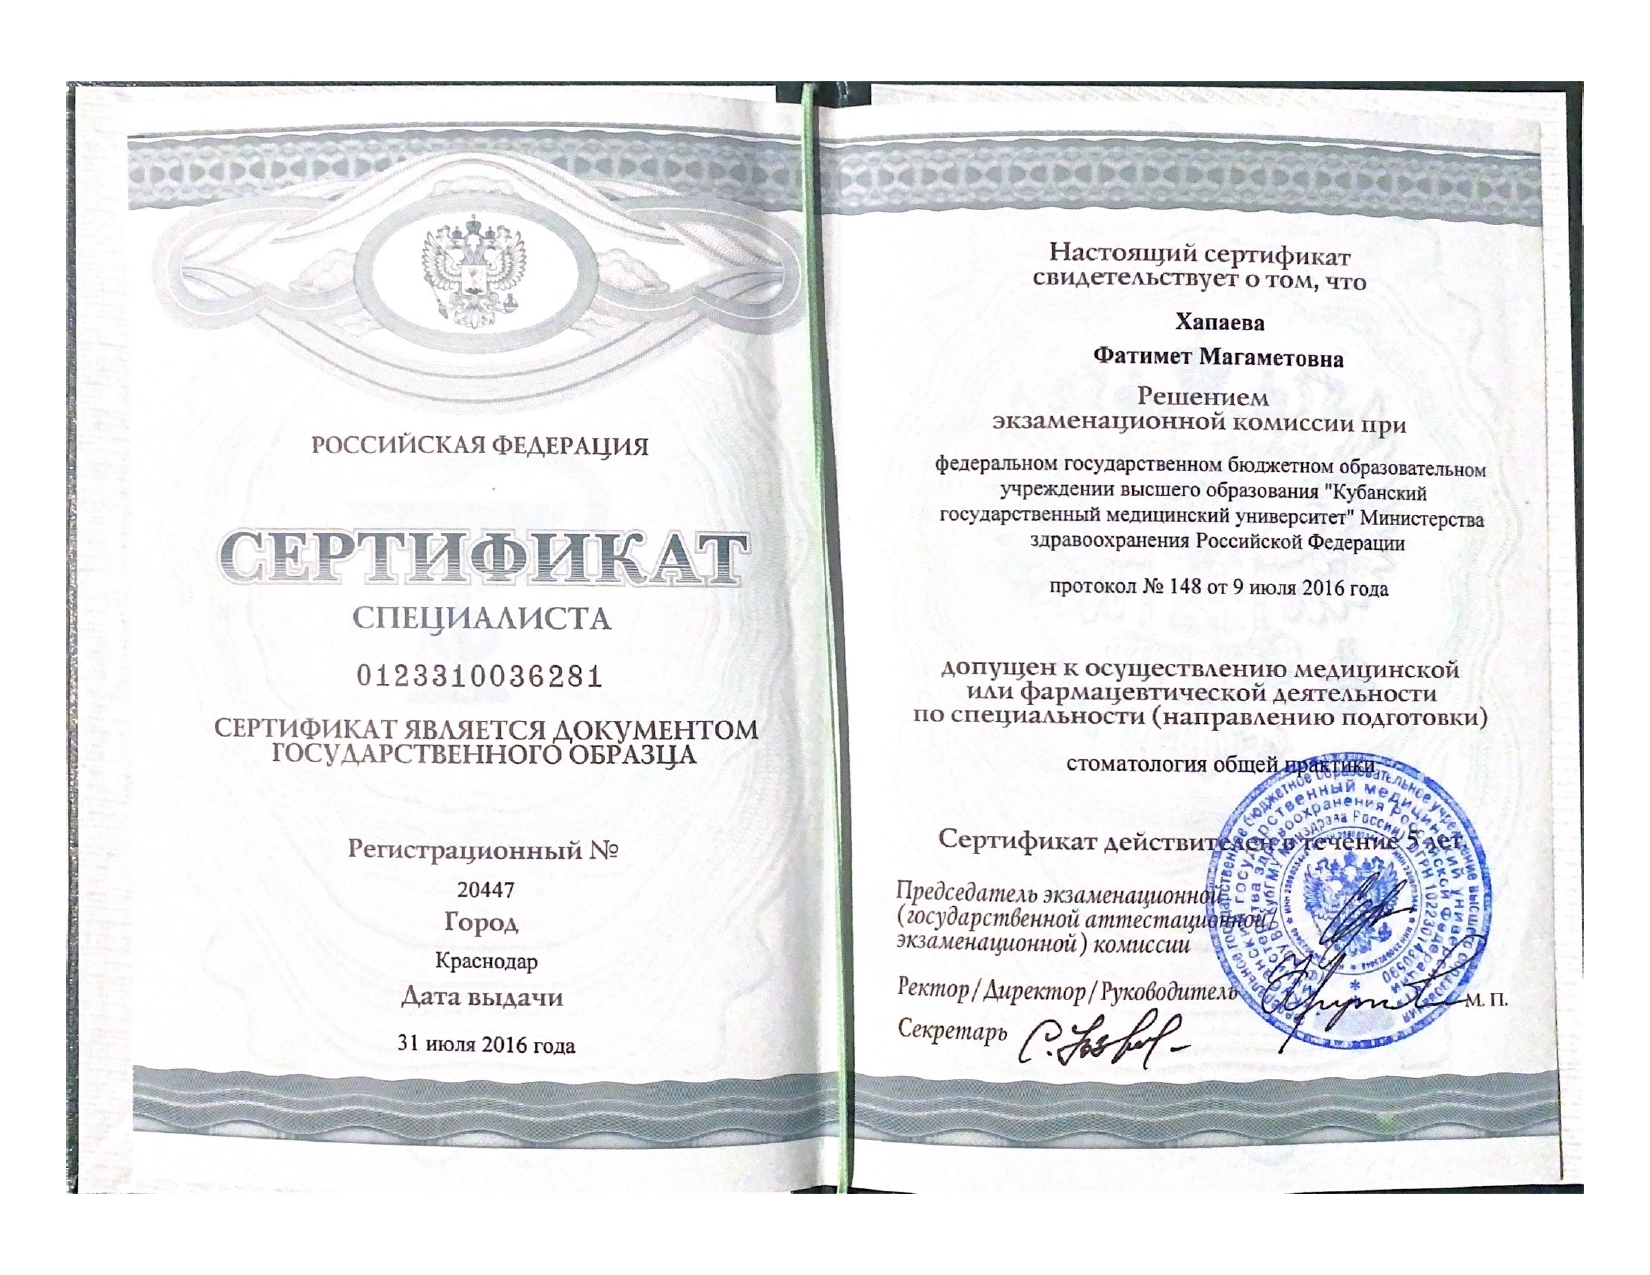 РОССИЙСКАЯ ФЕДЕРАЦИЯ
СЕРТИФИКАТ
СПЕЦИАЛИСТА
0123310036281
СЕРТИФИКАТ ЯВЛЯЕТСЯ ДОКУМЕНТОМ
ГОСУДАРСТВЕННОГО ОБРАЗЦА
Регистрационный №
20447
Город
Краснодар
Дата выдачи
31 июля 2016 года
Настоящий сертификат
свидетельствует о том, что
Хапаева
Фатимет Магаметовна
Решением
экзаменационной комиссии при
федеральном государственном бюджетном образовательном
учреждении высшего образования "Кубанский
государственный медицинский университет" Министерства
здравоохранения Российской Федерации
протокол № 148 от 9 июля 2016 года
допущен к осуществлению медицинской
или фармацевтической деятельности
по специальности (направлению подготовки)
стоматология общей практики
Сертификат действителен в течение 5 лет
Председатель экзаменационной
(государственной аттестационной/
экзаменационной) комиссии
Ректор/Директор/Руководитель
М. П.
Секретарь